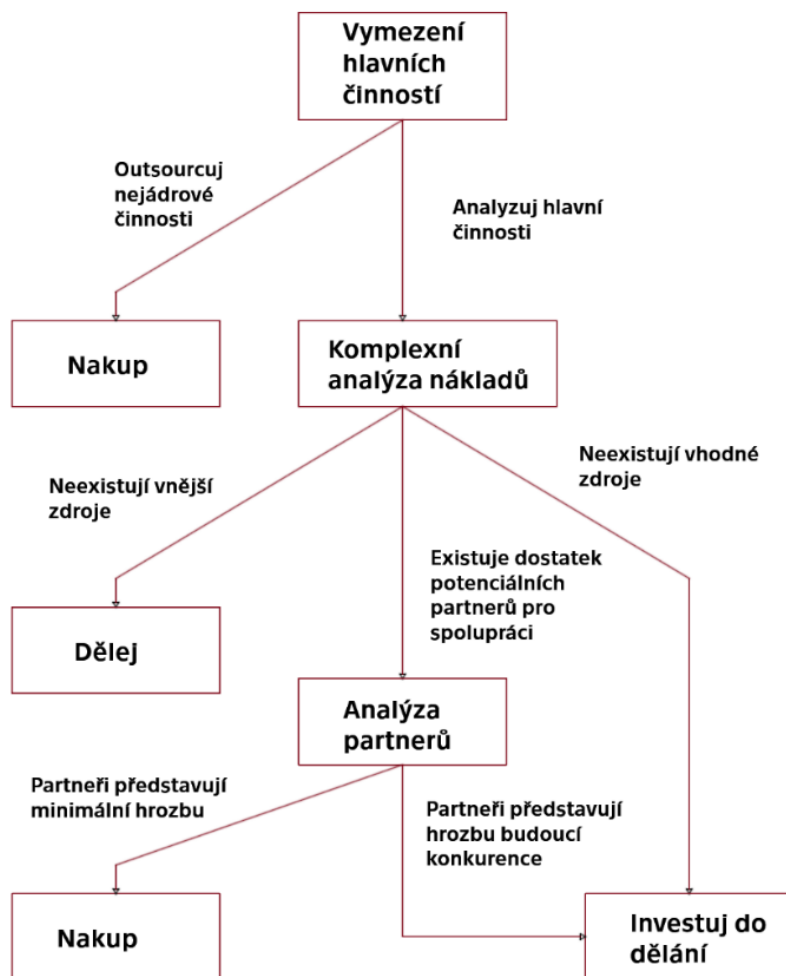 Vymezení
hlavních
činností
Outsourcuj
nejádrové
činnosti
Analyzuj hlavní
činnosti
Nakup
Komplexní
analýza nákladů
Neexistují vnější
zdroje
Neexistují vhodné
zdroje
Existuje dostatek
potenciálních
partnerů pro
spolupráci
Dělej
Analýza
partnerů
Partneři představují
minimální hrozbu
Partneři představují
hrozbu budoucí
konkurence
Nakup
Investuj do
dělání